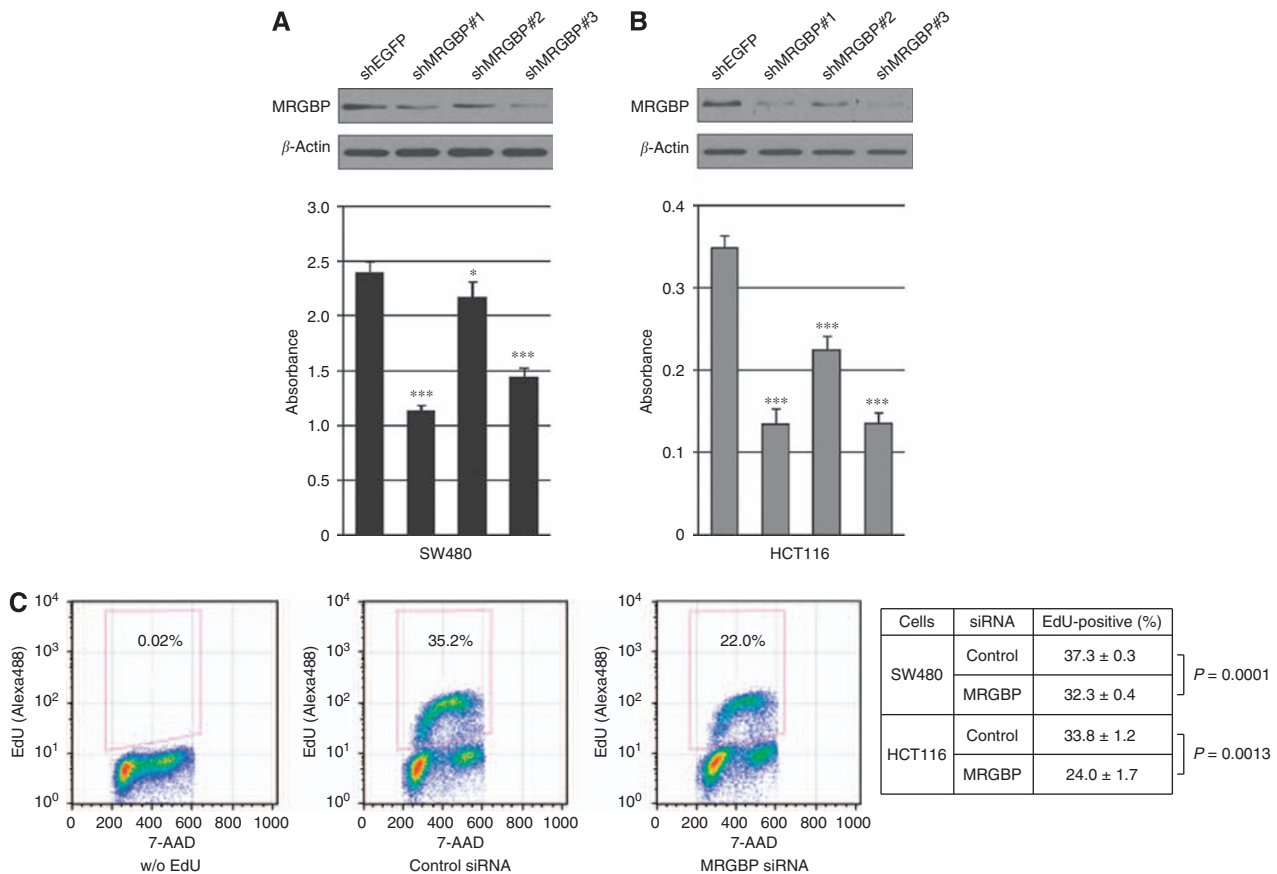 A
shEGFP
shMRGBP#1
shMRGBP#2
shMRGBP#3
MRGBP
β-Actin
3.0
2.5
2.0
1.5
1.0
0.5
0
Absorbance
*
***
***
SW480
B
shEGFP
shMRGBP#1
shMRGBP#2
shMRGBP#3
MRGBP
β-Actin
0.4
0.3
0.2
0.1
0
Absorbance
***
***
***
HCT116
C
10⁴
10³
10²
10¹
10⁰
EdU (Alexa488)
0.02%
0 200 400 600 800 1000
7-AAD
w/o EdU
10⁴
10³
10²
10¹
10⁰
EdU (Alexa488)
35.2%
0 200 400 600 800 1000
7-AAD
Control siRNA
10⁴
10³
10²
10¹
10⁰
EdU (Alexa488)
22.0%
0 200 400 600 800 1000
7-AAD
MRGBP siRNA
Cells siRNA EdU-positive (%)
SW480
Control 37.3 ± 0.3
MRGBP 32.3 ± 0.4
P = 0.0001
HCT116
Control 33.8 ± 1.2
MRGBP 24.0 ± 1.7
P = 0.0013